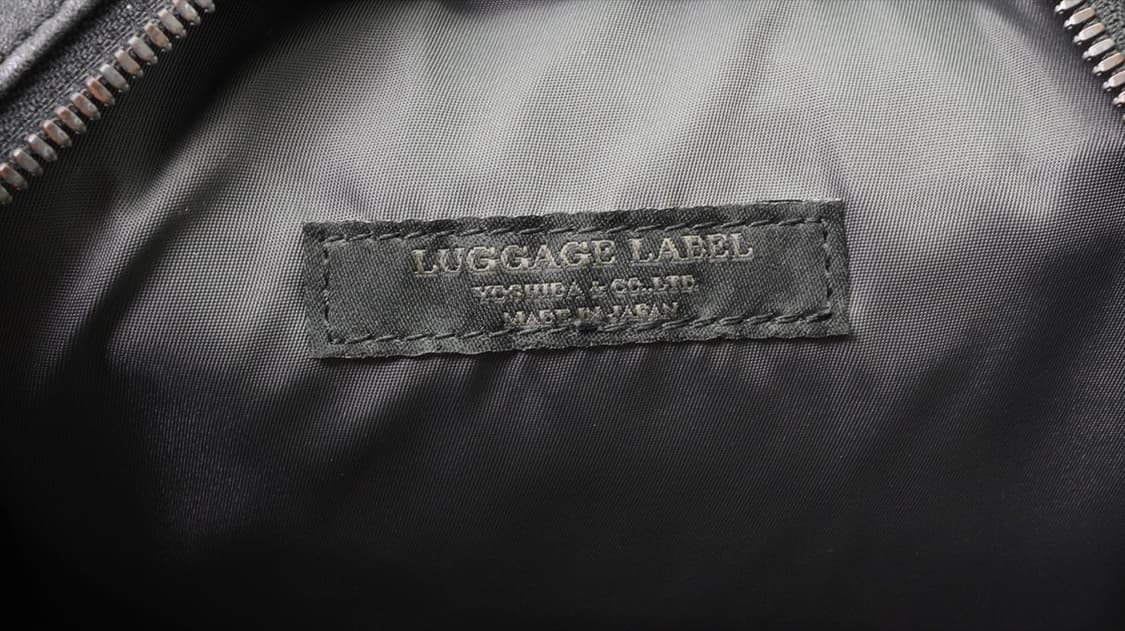 LUGGAGE LABEL
YOSHIDA & CO.,LTD.
MADE IN JAPAN